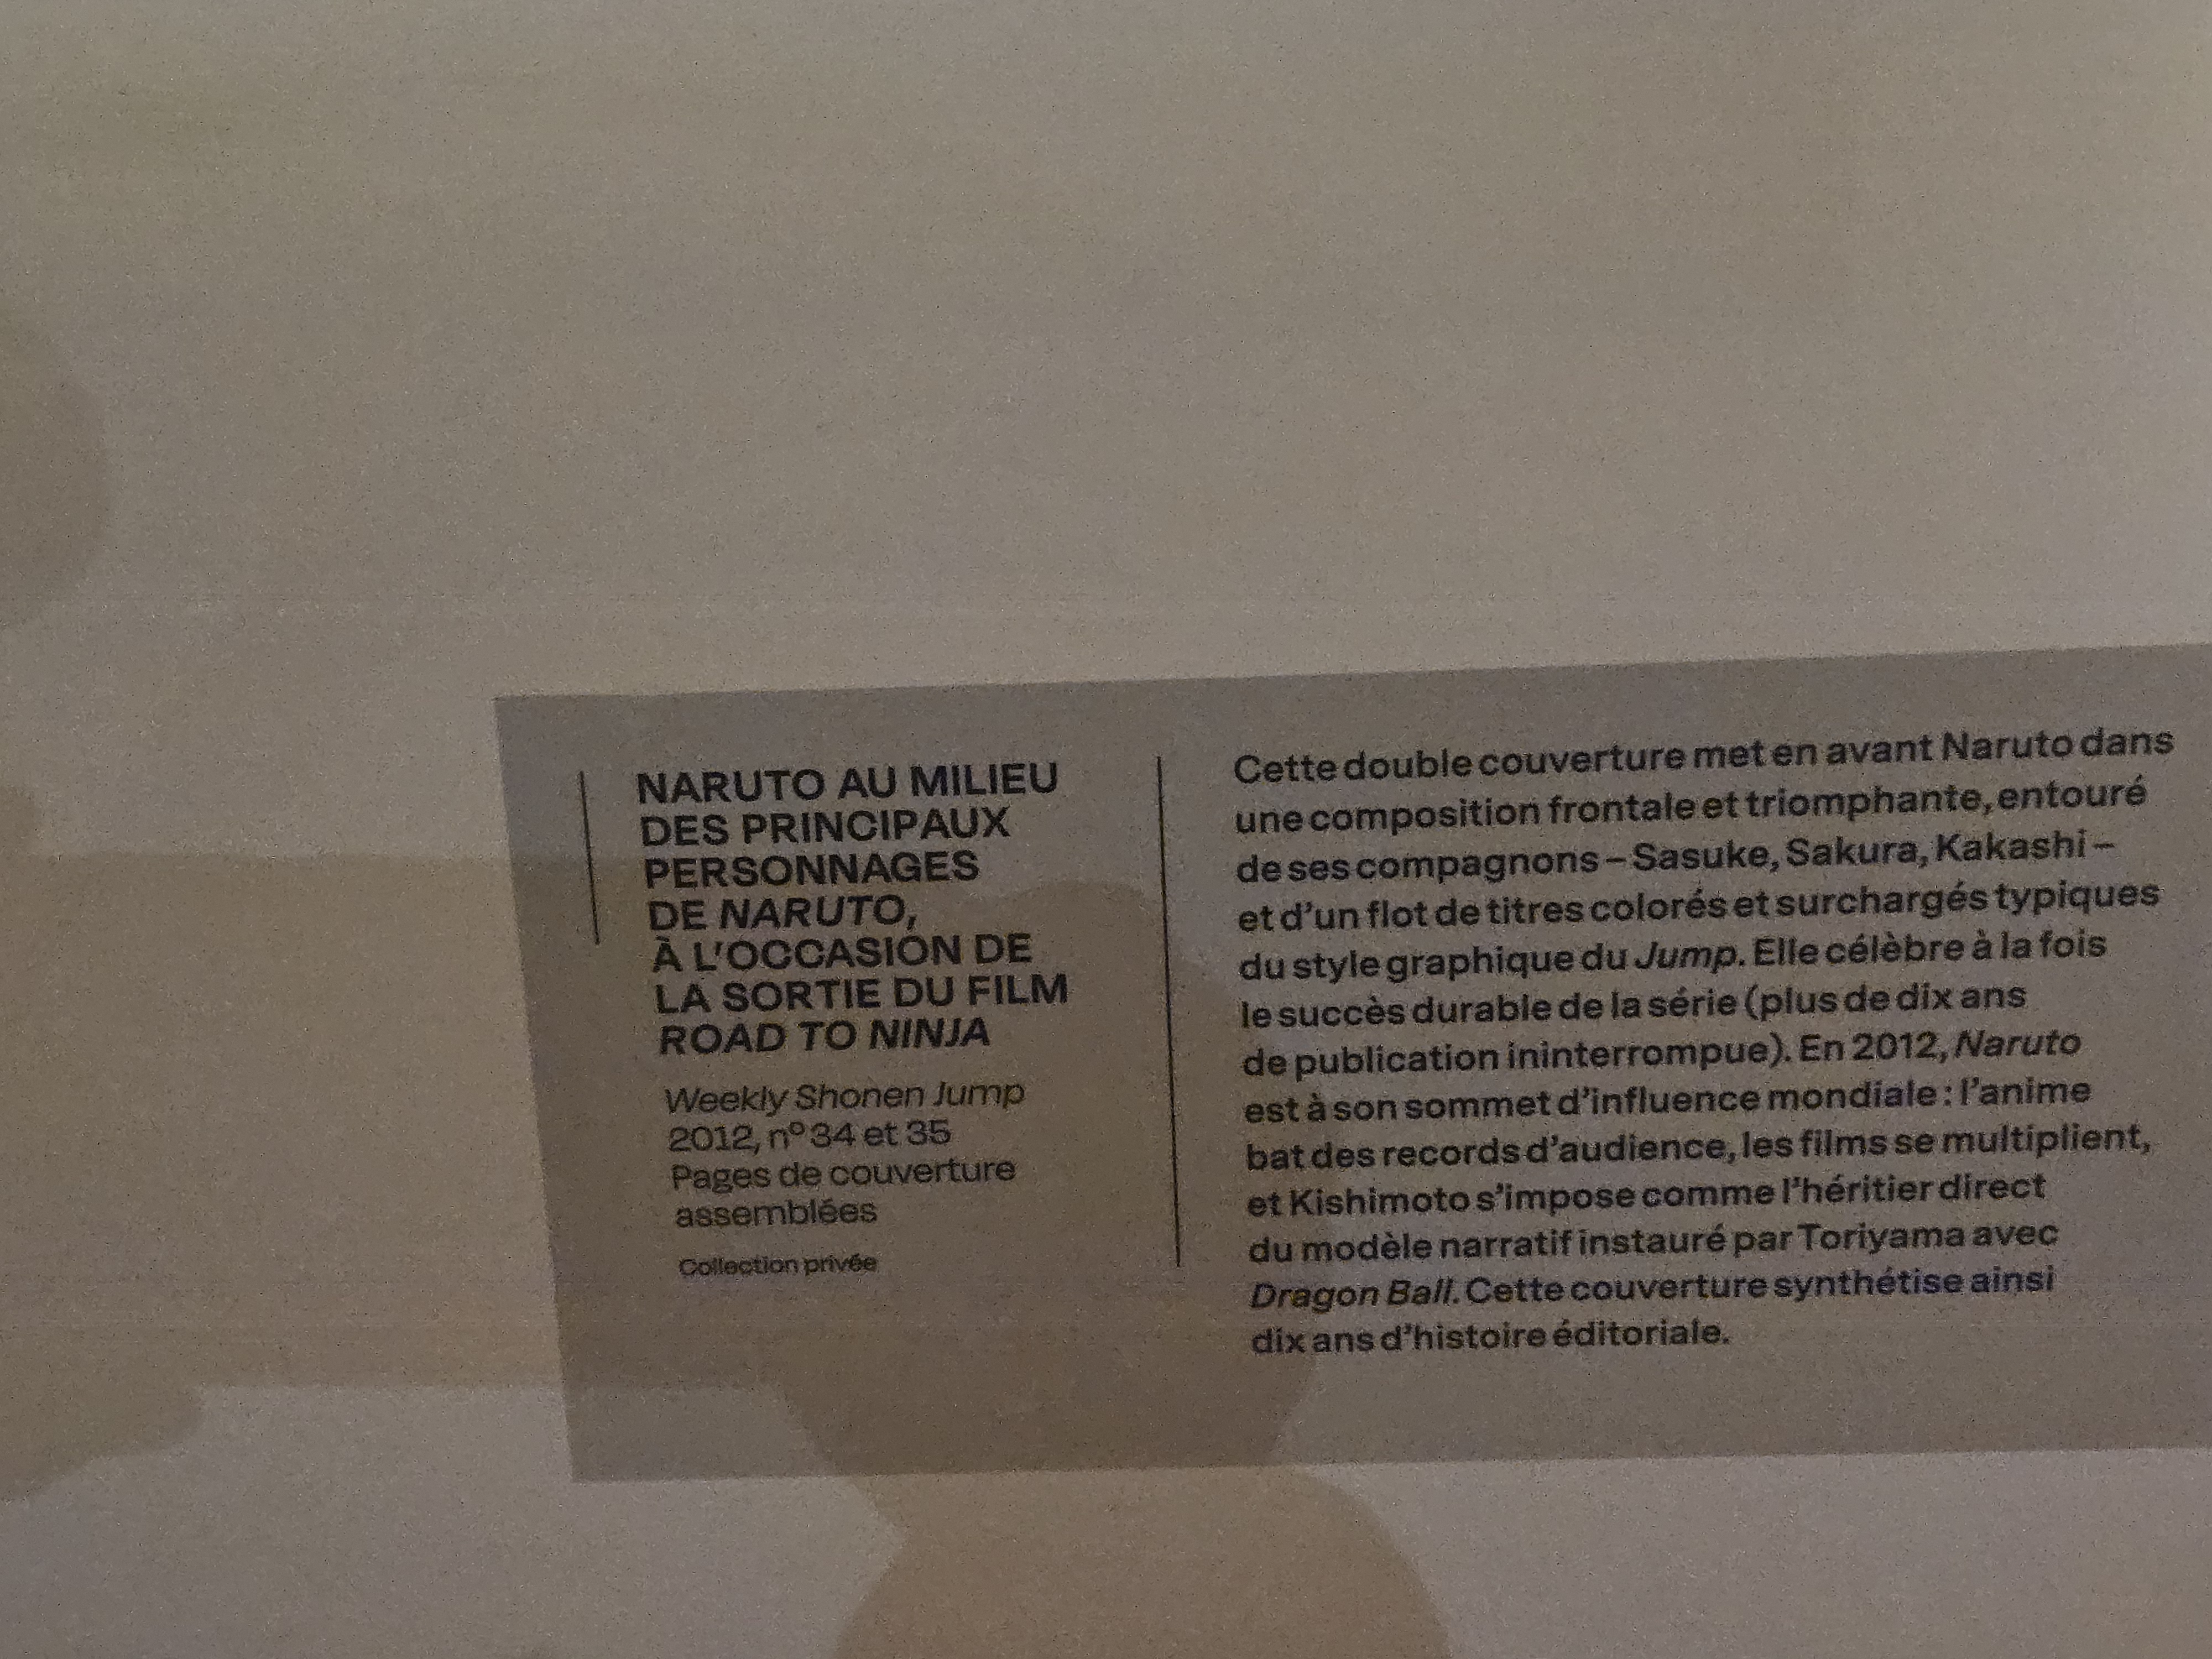 NARUTO AU MILIEU
DES PRINCIPAUX
PERSONNAGES
DE NARUTO,
À L'OCCASION DE
LA SORTIE DU FILM
ROAD TO NINJA
Weekly Shonen Jump
2012, nº 34 et 35
Pages de couverture
assemblées
Collection privée
Cette double couverture met en avant Naruto dans
une composition frontale et triomphante, entouré
de ses compagnons – Sasuke, Sakura, Kakashi –
et d'un flot de titres colorés et surchargés typiques
du style graphique du Jump. Elle célèbre à la fois
le succès durable de la série (plus de dix ans
de publication ininterrompue). En 2012, Naruto
est à son sommet d'influence mondiale : l'anime
bat des records d'audience, les films se multiplient,
et Kishimoto s'impose comme l'héritier direct
du modèle narratif instauré par Toriyama avec
Dragon Ball. Cette couverture synthétise ainsi
dix ans d'histoire éditoriale.